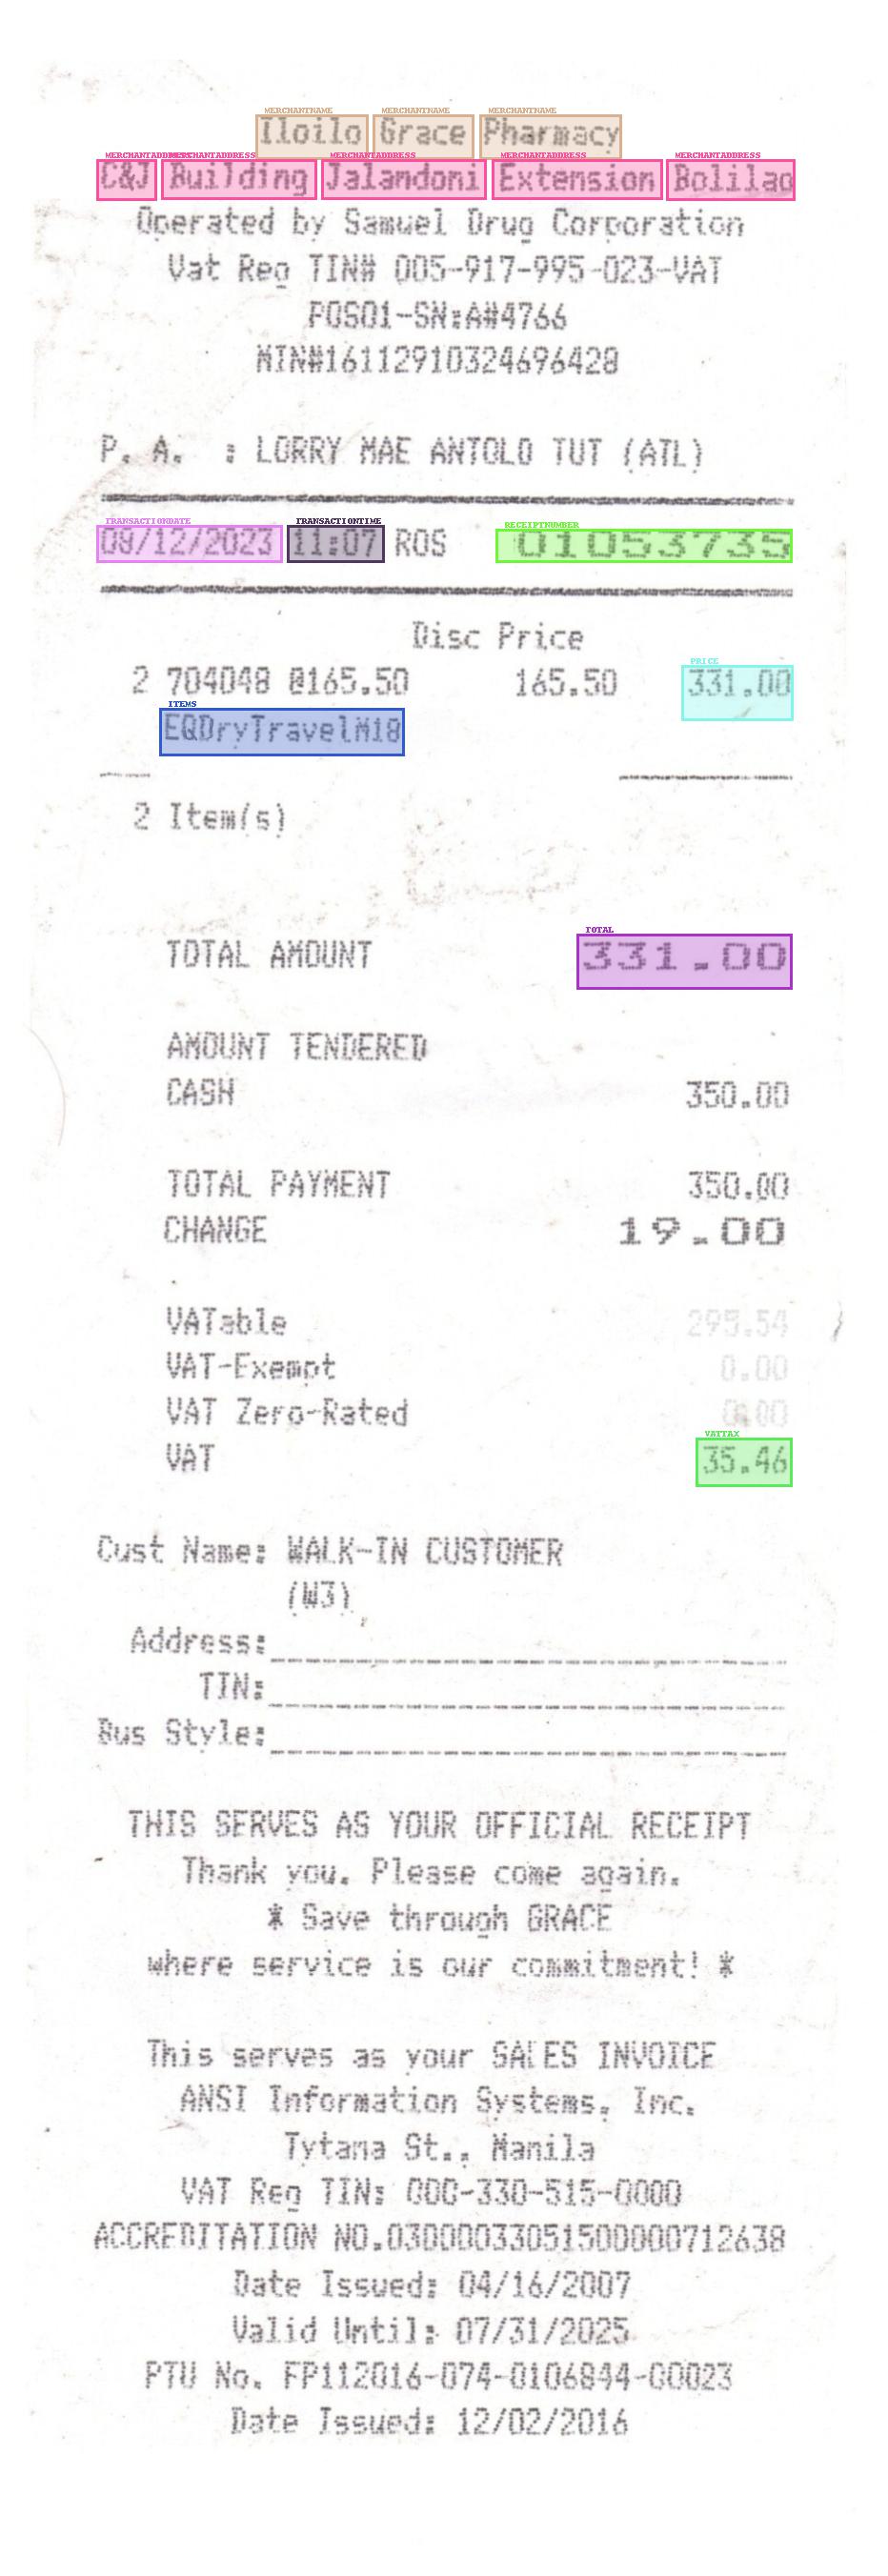 MERCHANTNAME MERCHANTNAME MERCHANTNAME
Iloilo Grace Pharmacy
MERCHANTADDRESS MERCHANTADDRESS MERCHANTADDRESS MERCHANTADDRESS MERCHANTADDRESS
C&J Building Jalandoni Extension Bolilao
Operated by Samuel Drug Corporation
Vat Reg TIN# 005-917-995-023-VAT
POS01-SN:A#4766
MIN#16112910324696428
P. A. : LORRY MAE ANTOLO TUT (ATL)
TRANSACTIONDATE TRANSACTIONTIME RECEIPTNUMBER
09/12/2023 11:07 ROS 01053735
Disc Price
PRICE
2 704048 @165.50 165.50 331.00
ITEMS
EQDryTravelM18
2 Item(s)
TOTAL
TOTAL AMOUNT 331.00
AMOUNT TENDERED
CASH 350.00
TOTAL PAYMENT 350.00
CHANGE 19.00
VATable 295.54
VAT-Exempt 0.00
VAT Zero-Rated 0.00
VATTAX
VAT 35.46
Cust Name: WALK-IN CUSTOMER
(W3)
Address:
TIN:
Bus Style:
THIS SERVES AS YOUR OFFICIAL RECEIPT
Thank you. Please come again.
* Save through GRACE
where service is our commitment! *
This serves as your SALES INVOICE
ANSI Information Systems, Inc.
Tytana St., Manila
VAT Reg TIN: 000-330-515-0000
ACCREDITATION NO.030000330515000000712638
Date Issued: 04/16/2007
Valid Until: 07/31/2025
PTU No. FP112016-074-0106844-00023
Date Issued: 12/02/2016